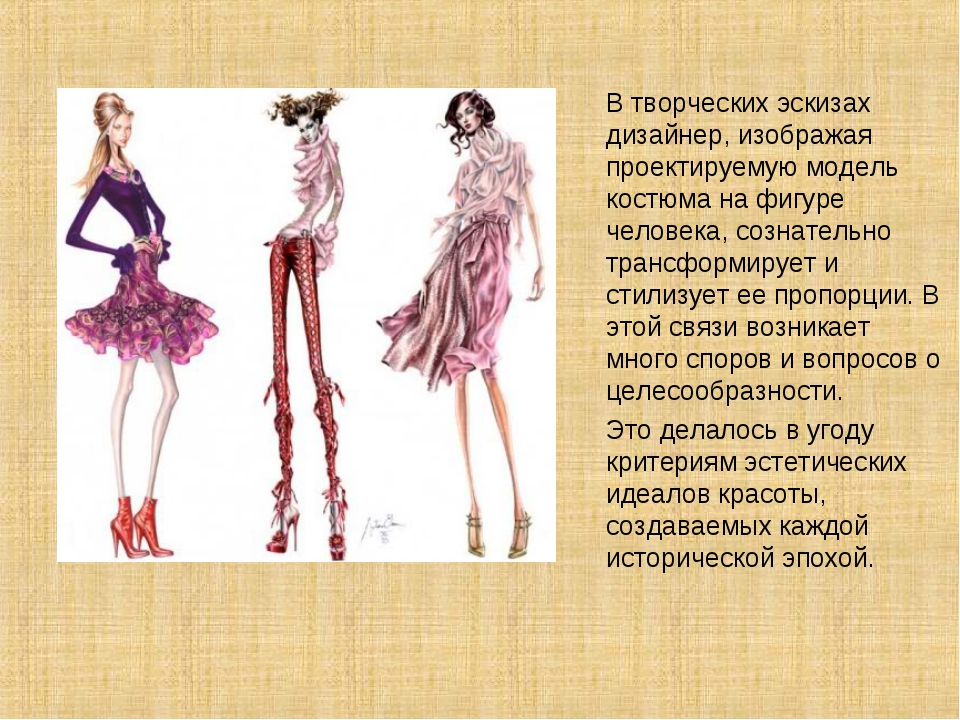 В творческих эскизах
дизайнер, изображая
проектируемую модель
костюма на фигуре
человека, сознательно
трансформирует и
стилизует ее пропорции. В
этой связи возникает
много споров и вопросов о
целесообразности.
Это делалось в угоду
критериям эстетических
идеалов красоты,
создаваемых каждой
исторической эпохой.